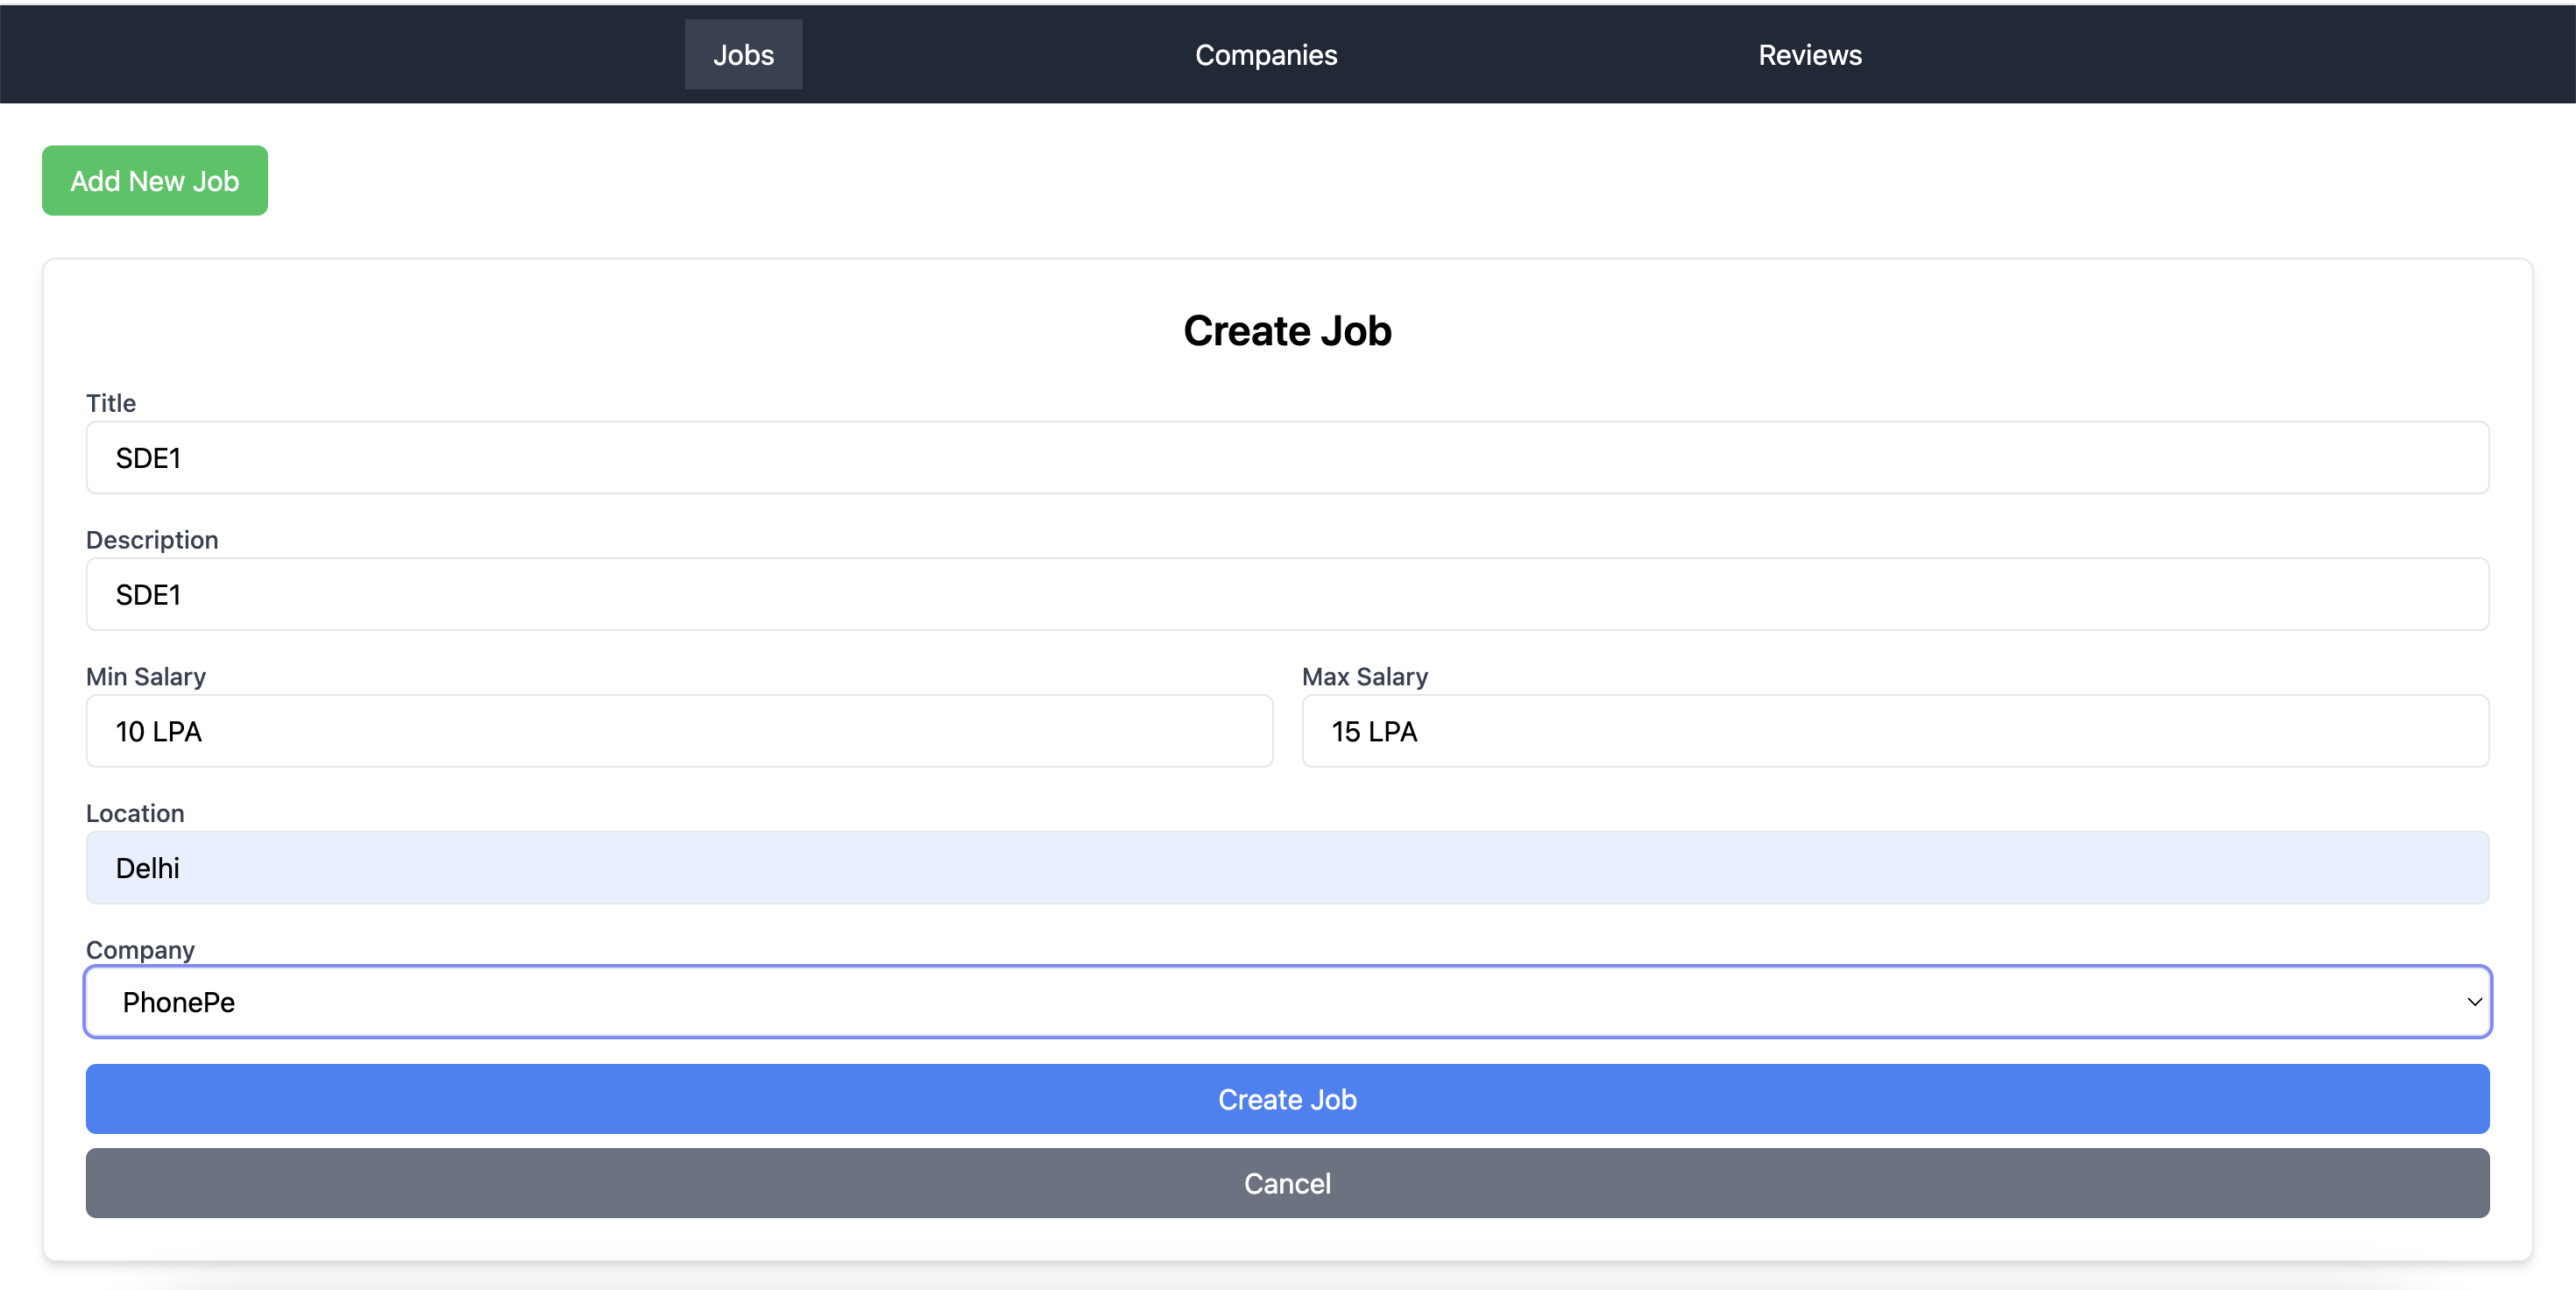 Jobs Companies Reviews
Add New Job
Create Job
Title
SDE1
Description
SDE1
Min Salary Max Salary
10 LPA 15 LPA
Location
Delhi
Company
PhonePe
Create Job
Cancel